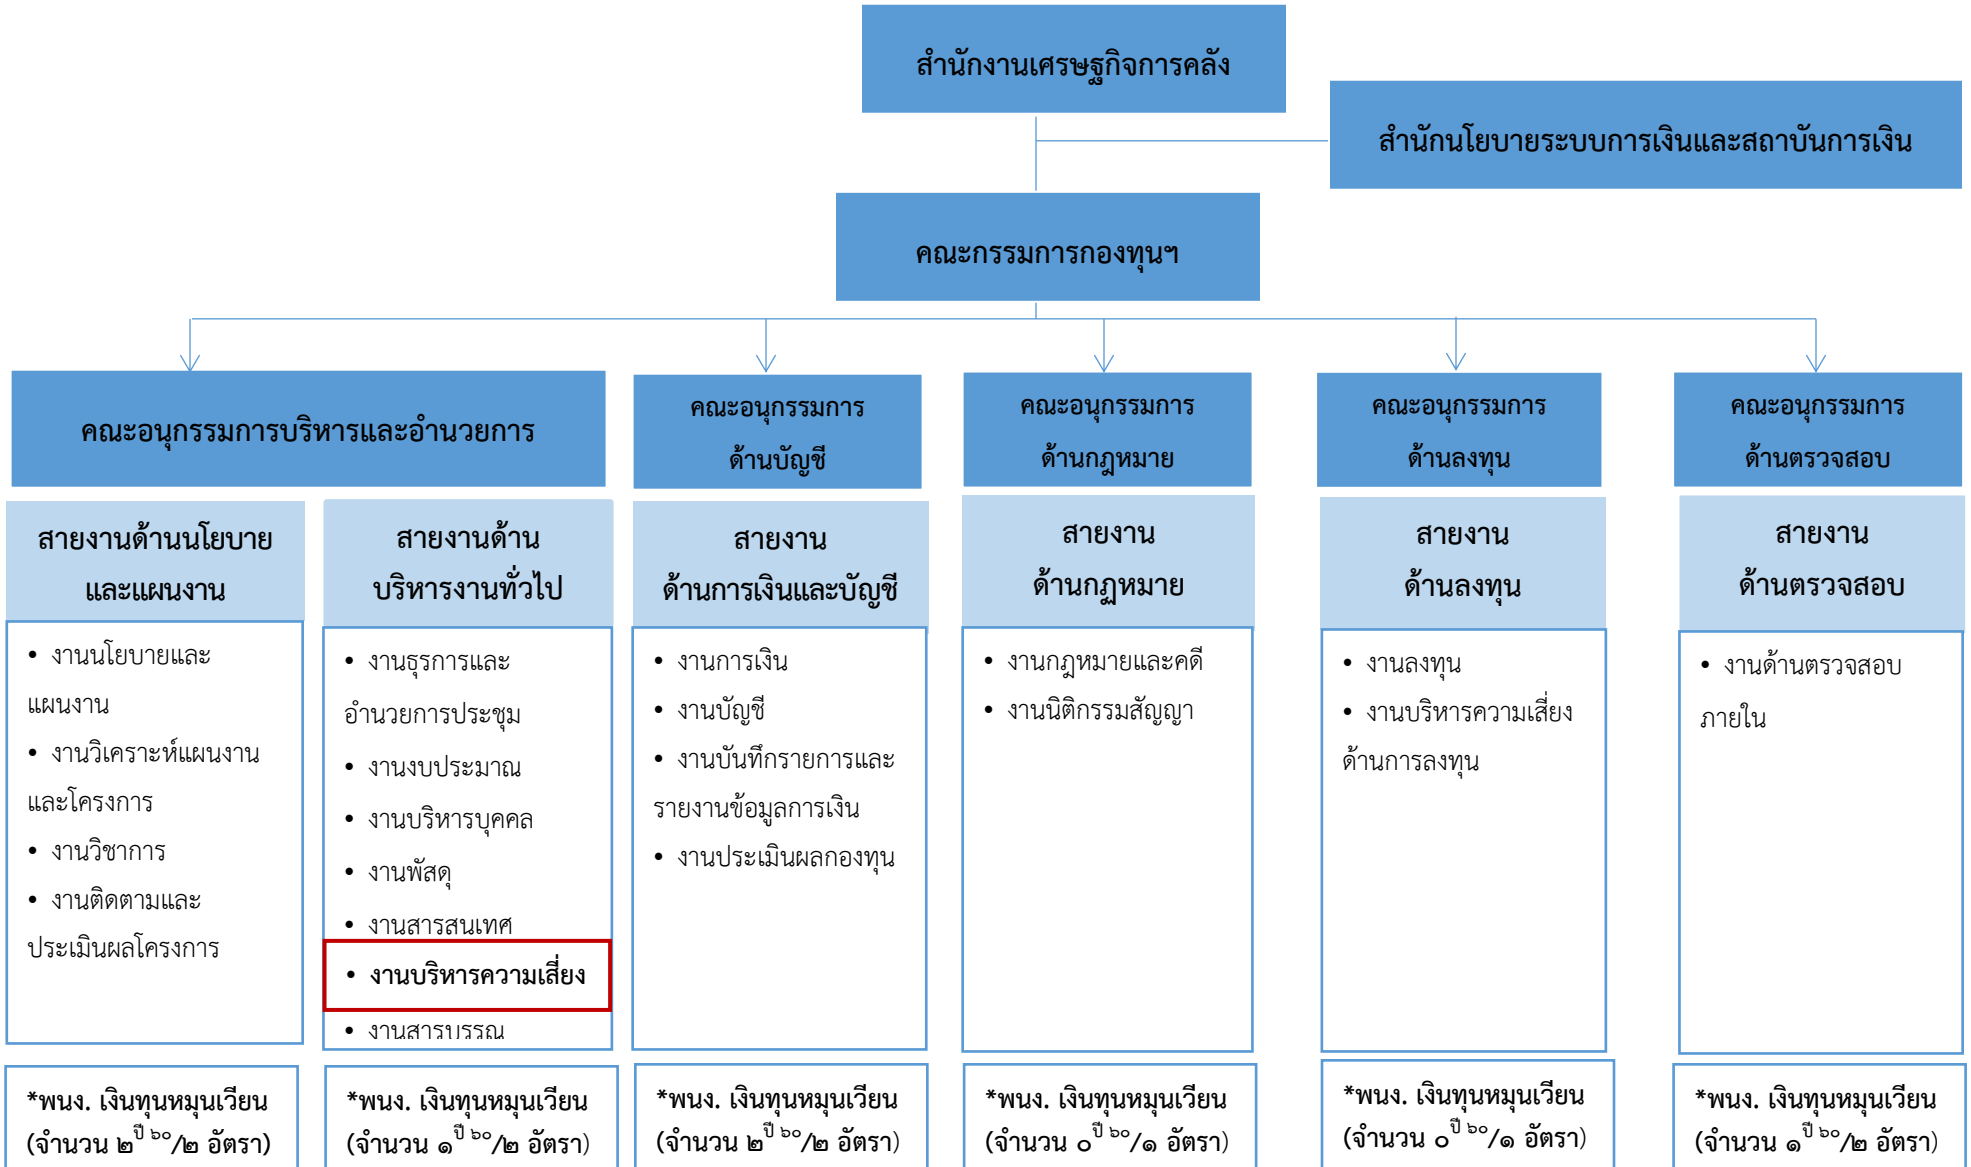 สำนักงานเศรษฐกิจการคลัง
สำนักนโยบายระบบการเงินและสถาบันการเงิน
คณะกรรมการกองทุนฯ
คณะอนุกรรมการบริหารและอำนวยการ
คณะอนุกรรมการ
ด้านบัญชี
คณะอนุกรรมการ
ด้านกฎหมาย
คณะอนุกรรมการ
ด้านลงทุน
คณะอนุกรรมการ
ด้านตรวจสอบ
สายงานด้านนโยบาย
และแผนงาน
• งานนโยบายและ
แผนงาน
• งานวิเคราะห์แผนงาน
และโครงการ
• งานวิชาการ
• งานติดตามและ
ประเมินผลโครงการ
*พนง. เงินทุนหมุนเวียน
(จำนวน ๒ปี ๖๐/๒ อัตรา)
สายงานด้าน
บริหารงานทั่วไป
• งานธุรการและ
อำนวยการประชุม
• งานงบประมาณ
• งานบริหารบุคคล
• งานพัสดุ
• งานสารสนเทศ
• งานบริหารความเสี่ยง
• งานสารบรรณ
*พนง. เงินทุนหมุนเวียน
(จำนวน ๑ปี ๖๐/๒ อัตรา)
สายงาน
ด้านการเงินและบัญชี
• งานการเงิน
• งานบัญชี
• งานบันทึกรายการและ
รายงานข้อมูลการเงิน
• งานประเมินผลกองทุน
*พนง. เงินทุนหมุนเวียน
(จำนวน ๒ปี ๖๐/๒ อัตรา)
สายงาน
ด้านกฏหมาย
• งานกฎหมายและคดี
• งานนิติกรรมสัญญา
*พนง. เงินทุนหมุนเวียน
(จำนวน ๐ปี ๖๐/๑ อัตรา)
สายงาน
ด้านลงทุน
• งานลงทุน
• งานบริหารความเสี่ยง
ด้านการลงทุน
*พนง. เงินทุนหมุนเวียน
(จำนวน ๐ปี ๖๐/๑ อัตรา)
สายงาน
ด้านตรวจสอบ
• งานด้านตรวจสอบ
ภายใน
*พนง. เงินทุนหมุนเวียน
(จำนวน ๑ปี ๖๐/๒ อัตรา)